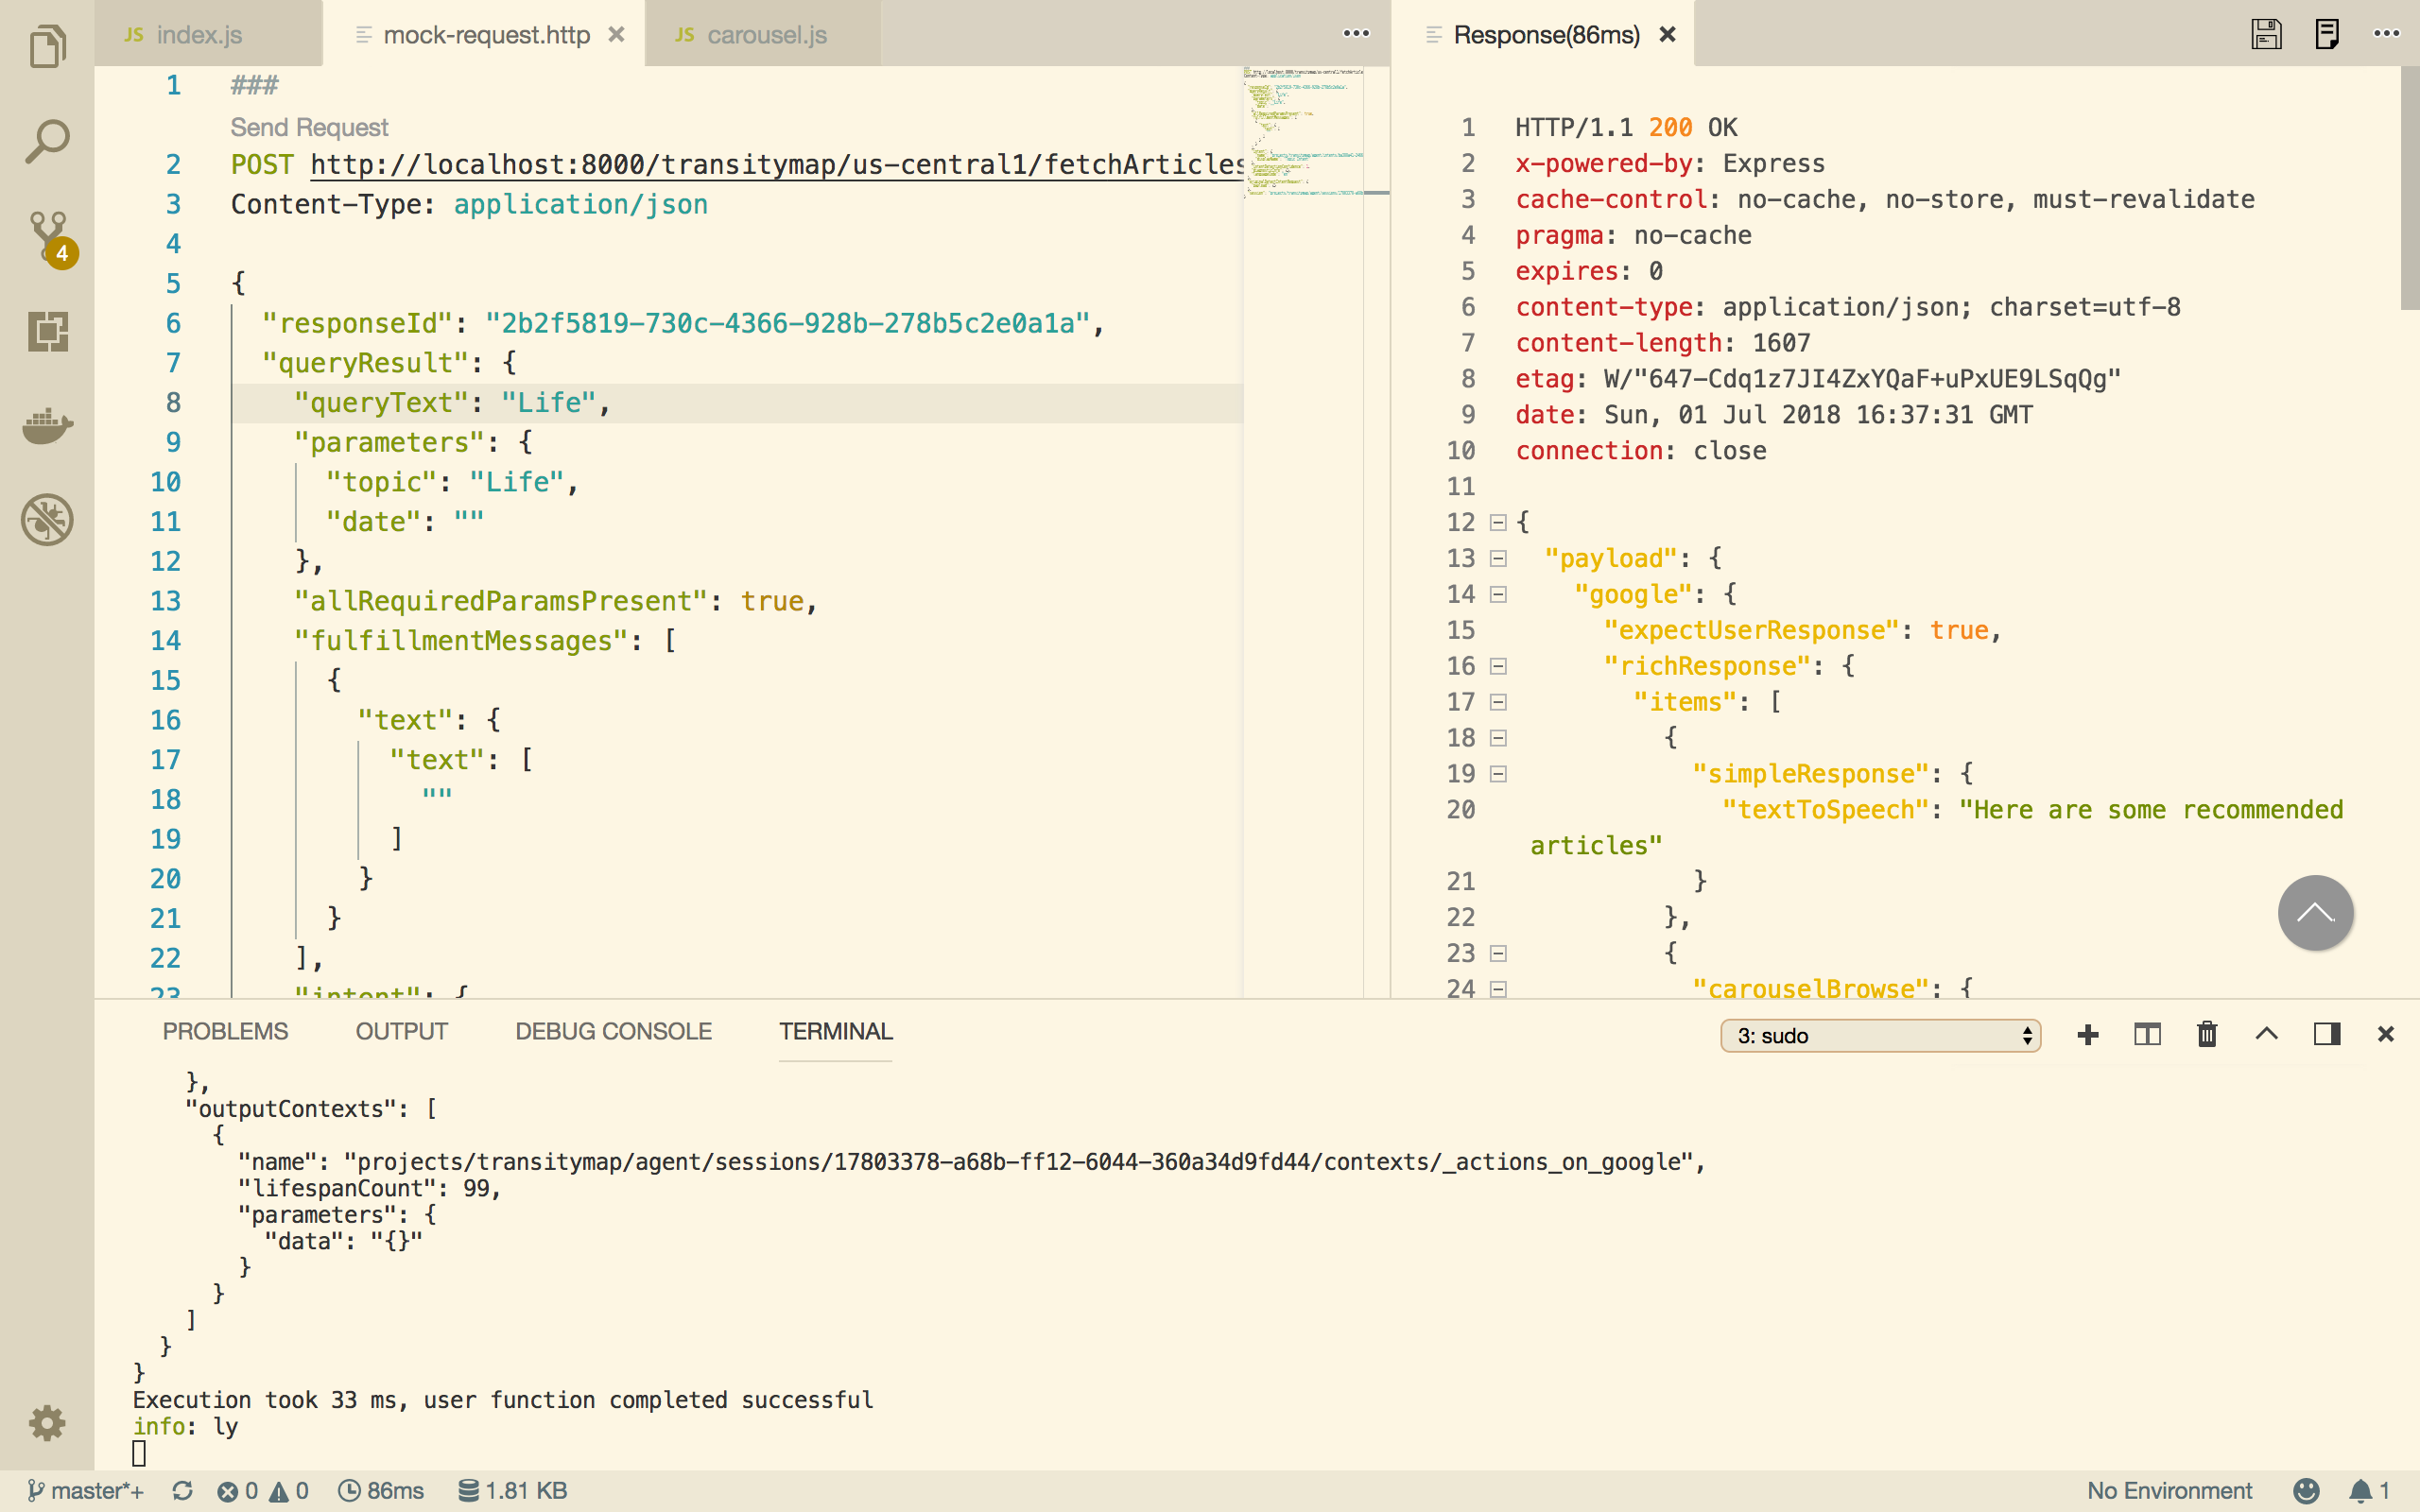 JS index.js
mock-request.http
JS carousel.js
Response(86ms)
4
1 ###
Send Request
2 POST http://localhost:8000/transitymap/us-central1/fetchArticles
3 Content-Type: application/json
4
5 {
6 "responseId": "2b2f5819-730c-4366-928b-278b5c2e0a1a",
7 "queryResult": {
8 "queryText": "Life",
9 "parameters": {
10 "topic": "Life",
11 "date": ""
12 },
13 "allRequiredParamsPresent": true,
14 "fulfillmentMessages": [
15 {
16 "text": {
17 "text": [
18 ""
19 ]
20 }
21 }
22 ],
23 "intent": {
1 HTTP/1.1 200 OK
2 x-powered-by: Express
3 cache-control: no-cache, no-store, must-revalidate
4 pragma: no-cache
5 expires: 0
6 content-type: application/json; charset=utf-8
7 content-length: 1607
8 etag: W/"647-Cdq1z7JI4ZxYQaF+uPxUE9LSqQg"
9 date: Sun, 01 Jul 2018 16:37:31 GMT
10 connection: close
11
12 {
13 "payload": {
14 "google": {
15 "expectUserResponse": true,
16 "richResponse": {
17 "items": [
18 {
19 "simpleResponse": {
20 "textToSpeech": "Here are some recommended
articles"
21 }
22 },
23 {
24 "carouselBrowse": {
PROBLEMS OUTPUT DEBUG CONSOLE TERMINAL
3: sudo
},
"outputContexts": [
{
"name": "projects/transitymap/agent/sessions/17803378-a68b-ff12-6044-360a34d9fd44/contexts/_actions_on_google",
"lifespanCount": 99,
"parameters": {
"data": "{}"
}
}
]
}
}
Execution took 33 ms, user function completed successful
info: ly
master*+ 0 0 86ms 1.81 KB
No Environment 1